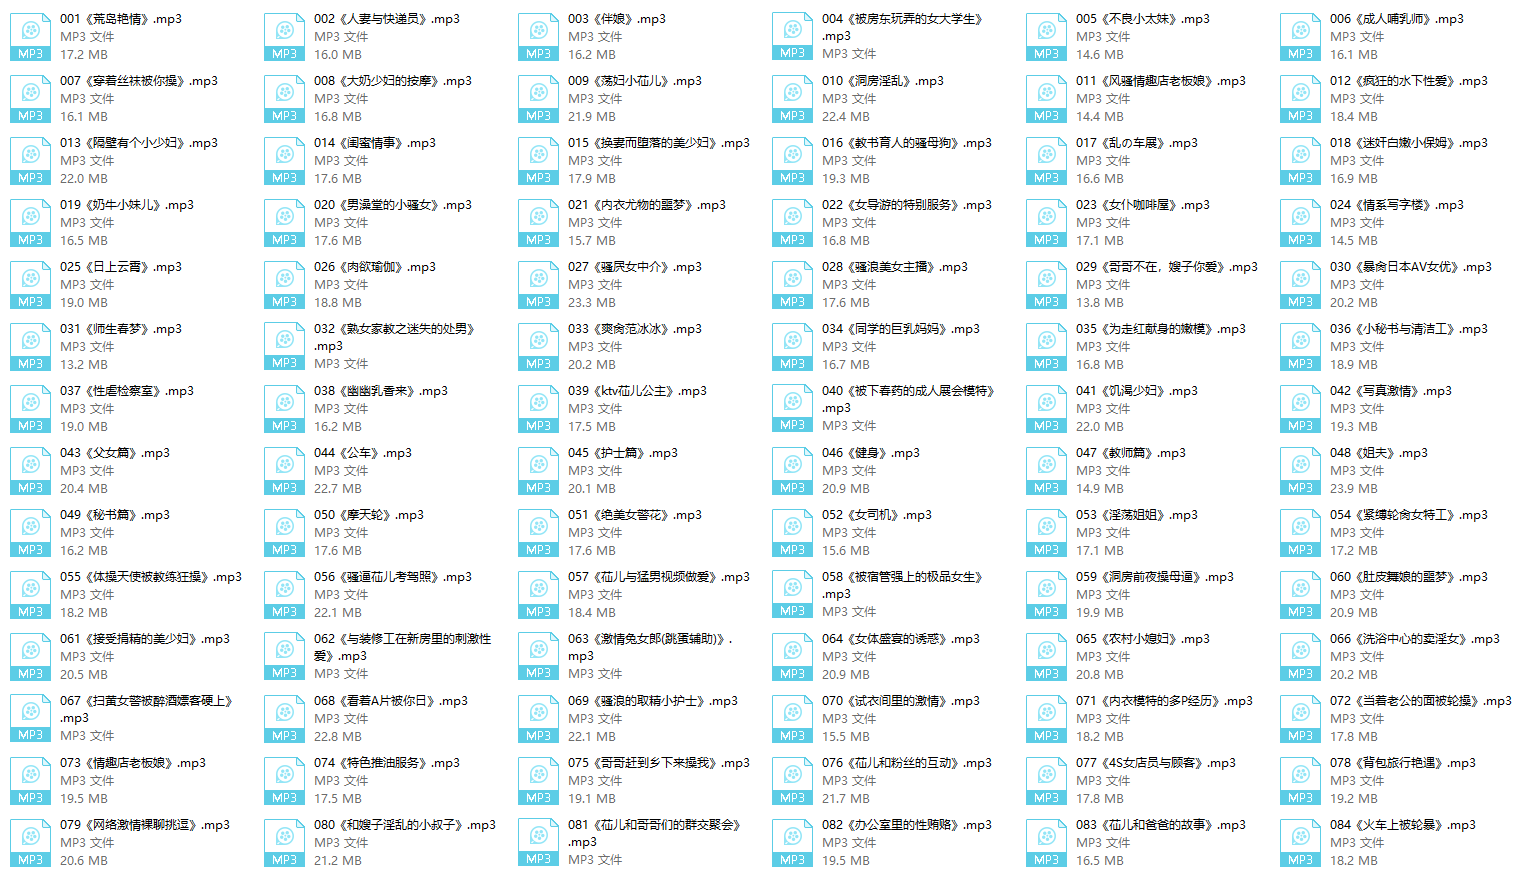 001《荒岛艳情》.mp3
MP3 文件
17.2 MB
MP3
002《人妻与快递员》.mp3
MP3 文件
16.0 MB
MP3
003《伴娘》.mp3
MP3 文件
16.2 MB
MP3
004《被房东玩弄的女大学生》
.mp3
MP3 文件
MP3
005《不良小太妹》.mp3
MP3 文件
14.6 MB
MP3
006《成人哺乳师》.mp3
MP3 文件
16.1 MB
MP3
007《穿着丝袜被你操》.mp3
MP3 文件
16.1 MB
MP3
008《大奶少妇的按摩》.mp3
MP3 文件
16.8 MB
MP3
009《荡妇小茈儿》.mp3
MP3 文件
21.9 MB
MP3
010《洞房淫乱》.mp3
MP3 文件
22.4 MB
MP3
011《风骚情趣店老板娘》.mp3
MP3 文件
14.4 MB
MP3
012《疯狂的水下性爱》.mp3
MP3 文件
18.4 MB
MP3
013《隔壁有个小少妇》.mp3
MP3 文件
22.0 MB
MP3
014《闺蜜情事》.mp3
MP3 文件
17.6 MB
MP3
015《换妻而堕落的美少妇》.mp3
MP3 文件
17.9 MB
MP3
016《教书育人的骚母狗》.mp3
MP3 文件
19.3 MB
MP3
017《乱の车展》.mp3
MP3 文件
16.6 MB
MP3
018《迷奸白嫩小保姆》.mp3
MP3 文件
16.9 MB
MP3
019《奶牛小妹儿》.mp3
MP3 文件
16.5 MB
MP3
020《男澡堂的小骚女》.mp3
MP3 文件
17.6 MB
MP3
021《内衣尤物的噩梦》.mp3
MP3 文件
15.7 MB
MP3
022《女导游的特别服务》.mp3
MP3 文件
16.8 MB
MP3
023《女仆咖啡屋》.mp3
MP3 文件
17.1 MB
MP3
024《情系写字楼》.mp3
MP3 文件
14.5 MB
MP3
025《日上云霄》.mp3
MP3 文件
19.0 MB
MP3
026《肉欲瑜伽》.mp3
MP3 文件
18.8 MB
MP3
027《骚屄女中介》.mp3
MP3 文件
23.3 MB
MP3
028《骚浪美女主播》.mp3
MP3 文件
17.6 MB
MP3
029《哥哥不在，嫂子你爱》.mp3
MP3 文件
13.8 MB
MP3
030《暴肏日本AV女优》.mp3
MP3 文件
20.2 MB
MP3
031《师生春梦》.mp3
MP3 文件
13.2 MB
MP3
032《熟女家教之迷失的处男》
.mp3
MP3 文件
MP3
033《爽肏范冰冰》.mp3
MP3 文件
20.2 MB
MP3
034《同学的巨乳妈妈》.mp3
MP3 文件
16.7 MB
MP3
035《为走红献身的嫩模》.mp3
MP3 文件
16.8 MB
MP3
036《小秘书与清洁工》.mp3
MP3 文件
18.9 MB
MP3
037《性虐检察室》.mp3
MP3 文件
19.0 MB
MP3
038《幽幽乳香来》.mp3
MP3 文件
16.2 MB
MP3
039《ktv茈儿公主》.mp3
MP3 文件
17.5 MB
MP3
040《被下春药的成人展会模特》
.mp3
MP3 文件
MP3
041《饥渴少妇》.mp3
MP3 文件
22.0 MB
MP3
042《写真激情》.mp3
MP3 文件
19.3 MB
MP3
043《父女篇》.mp3
MP3 文件
20.4 MB
MP3
044《公车》.mp3
MP3 文件
22.7 MB
MP3
045《护士篇》.mp3
MP3 文件
20.1 MB
MP3
046《健身》.mp3
MP3 文件
20.9 MB
MP3
047《教师篇》.mp3
MP3 文件
14.9 MB
MP3
048《姐夫》.mp3
MP3 文件
23.9 MB
MP3
049《秘书篇》.mp3
MP3 文件
16.2 MB
MP3
050《摩天轮》.mp3
MP3 文件
17.6 MB
MP3
051《绝美女警花》.mp3
MP3 文件
17.6 MB
MP3
052《女司机》.mp3
MP3 文件
15.6 MB
MP3
053《淫荡姐姐》.mp3
MP3 文件
17.1 MB
MP3
054《紧缚轮肏女特工》.mp3
MP3 文件
17.2 MB
MP3
055《体操天使被教练狂操》.mp3
MP3 文件
18.2 MB
MP3
056《骚逼茈儿考驾照》.mp3
MP3 文件
22.1 MB
MP3
057《茈儿与猛男视频做爱》.mp3
MP3 文件
18.4 MB
MP3
058《被宿管强上的极品女生》
.mp3
MP3 文件
MP3
059《洞房前夜操母逼》.mp3
MP3 文件
19.9 MB
MP3
060《肚皮舞娘的噩梦》.mp3
MP3 文件
20.9 MB
MP3
061《接受捐精的美少妇》.mp3
MP3 文件
20.5 MB
MP3
062《与装修工在新房里的刺激性
爱》.mp3
MP3 文件
MP3
063《激情兔女郎(跳蛋辅助)》.
mp3
MP3 文件
MP3
064《女体盛宴的诱惑》.mp3
MP3 文件
20.9 MB
MP3
065《农村小媳妇》.mp3
MP3 文件
20.8 MB
MP3
066《洗浴中心的卖淫女》.mp3
MP3 文件
20.2 MB
MP3
067《扫黄女警被醉酒嫖客硬上》
.mp3
MP3 文件
MP3
068《看着A片被你日》.mp3
MP3 文件
22.8 MB
MP3
069《骚浪的取精小护士》.mp3
MP3 文件
22.1 MB
MP3
070《试衣间里的激情》.mp3
MP3 文件
15.5 MB
MP3
071《内衣模特的多P经历》.mp3
MP3 文件
18.2 MB
MP3
072《当着老公的面被轮操》.mp3
MP3 文件
17.8 MB
MP3
073《情趣店老板娘》.mp3
MP3 文件
19.5 MB
MP3
074《特色推油服务》.mp3
MP3 文件
17.5 MB
MP3
075《哥哥赶到乡下来操我》.mp3
MP3 文件
19.1 MB
MP3
076《茈儿和粉丝的互动》.mp3
MP3 文件
21.7 MB
MP3
077《4S女店员与顾客》.mp3
MP3 文件
17.8 MB
MP3
078《背包旅行艳遇》.mp3
MP3 文件
19.2 MB
MP3
079《网络激情裸聊挑逗》.mp3
MP3 文件
20.6 MB
MP3
080《和嫂子淫乱的小叔子》.mp3
MP3 文件
21.2 MB
MP3
081《茈儿和哥哥们的群交聚会》
.mp3
MP3 文件
MP3
082《办公室里的性贿赂》.mp3
MP3 文件
19.5 MB
MP3
083《茈儿和爸爸的故事》.mp3
MP3 文件
16.5 MB
MP3
084《火车上被轮暴》.mp3
MP3 文件
18.2 MB
MP3